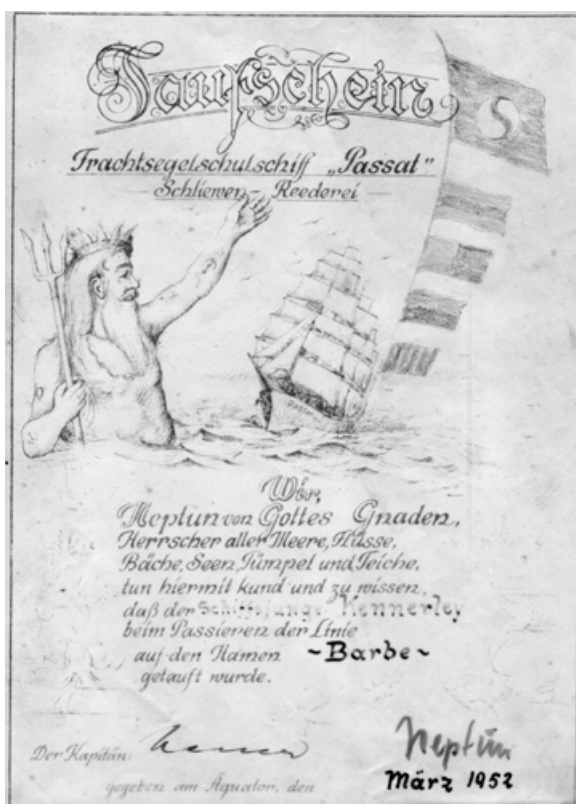 Taufschein
Frachtsegelschulschiff „Passat"
Schliewen - Reederei
Wir,
Neptun von Gottes Gnaden,
Herrscher aller Meere, Flüsse,
Bäche, Seen, Tümpel und Teiche,
tun hiermit kund und zu wissen,
daß der Schiffsjunge Kennerley
beim Passieren der Linie
auf den Namen ~Barbe~
getauft wurde.
Der Kapitän:
Neptun
gegeben am Äquator, den März 1952